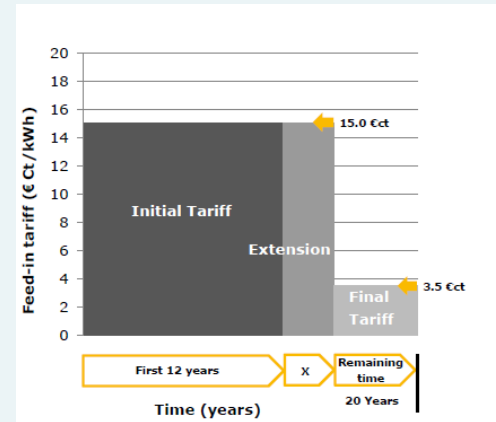 Feed-in tariff (€ Ct/kWh)
20
18
16
14
12
10
8
6
4
2
0
15.0 €ct
Initial Tariff
Extension
3.5 €ct
Final
Tariff
First 12 years
x
Remaining
time
20 Years
Time (years)